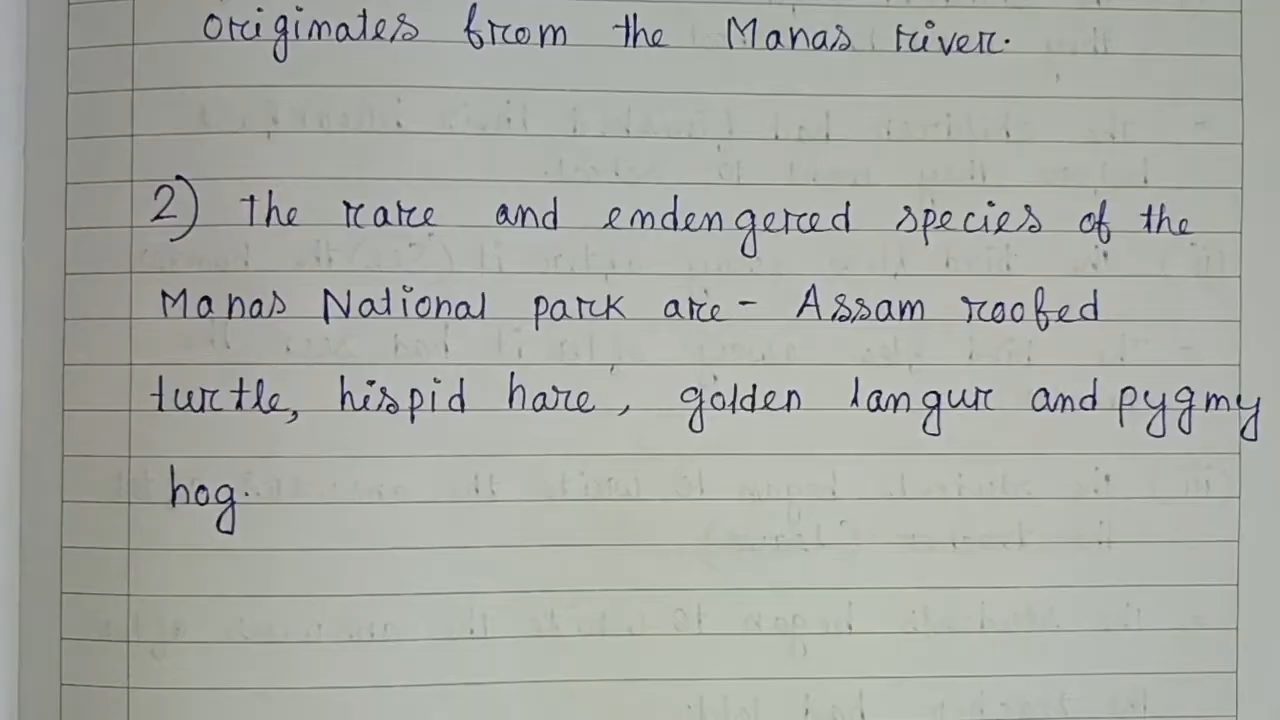 originates from the Manas river.
2) The rare and endengered species of the
Manas National park are - Assam roofed
turtle, hispid hare, golden langur and pygmy
hog.